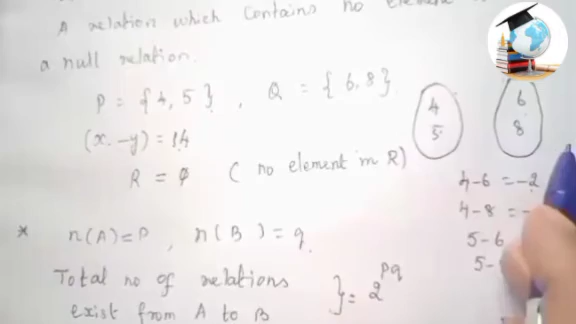 A relation which contains no element
a null relation.
P = {4, 5}, Q = {6, 8}
4
5
6
8
(x - y) = 14
R = φ ( no element in R)
4-6 = -2
4-8 = -
5-6
5-
* n(A)=P, n(B)=q.
Total no of relations
exist from A to B } = 2^pq